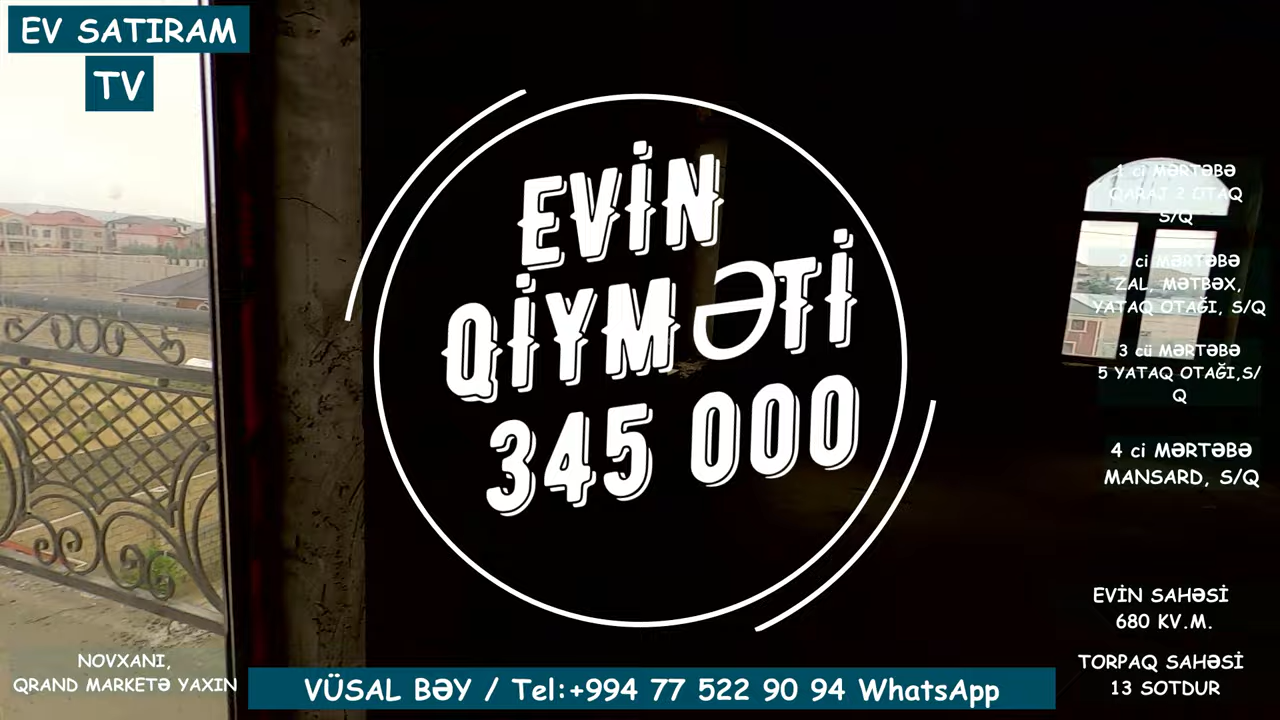 EV SATIRAM
TV
EVİN
QİYMƏTİ
345 000
1 ci MƏRTƏBƏ
QARAJ 2 OTAQ
S/Q
2 ci MƏRTƏBƏ
ZAL, MƏTBƏX,
YATAQ OTAĞI, S/Q
3 cü MƏRTƏBƏ
5 YATAQ OTAĞI,S/
Q
4 ci MƏRTƏBƏ
MANSARD, S/Q
EVİN SAHƏSİ
680 KV.M.
TORPAQ SAHƏSİ
13 SOTDUR
NOVXANI,
QRAND MARKETƏ YAXIN
VÜSAL BƏY / Tel:+994 77 522 90 94 WhatsApp